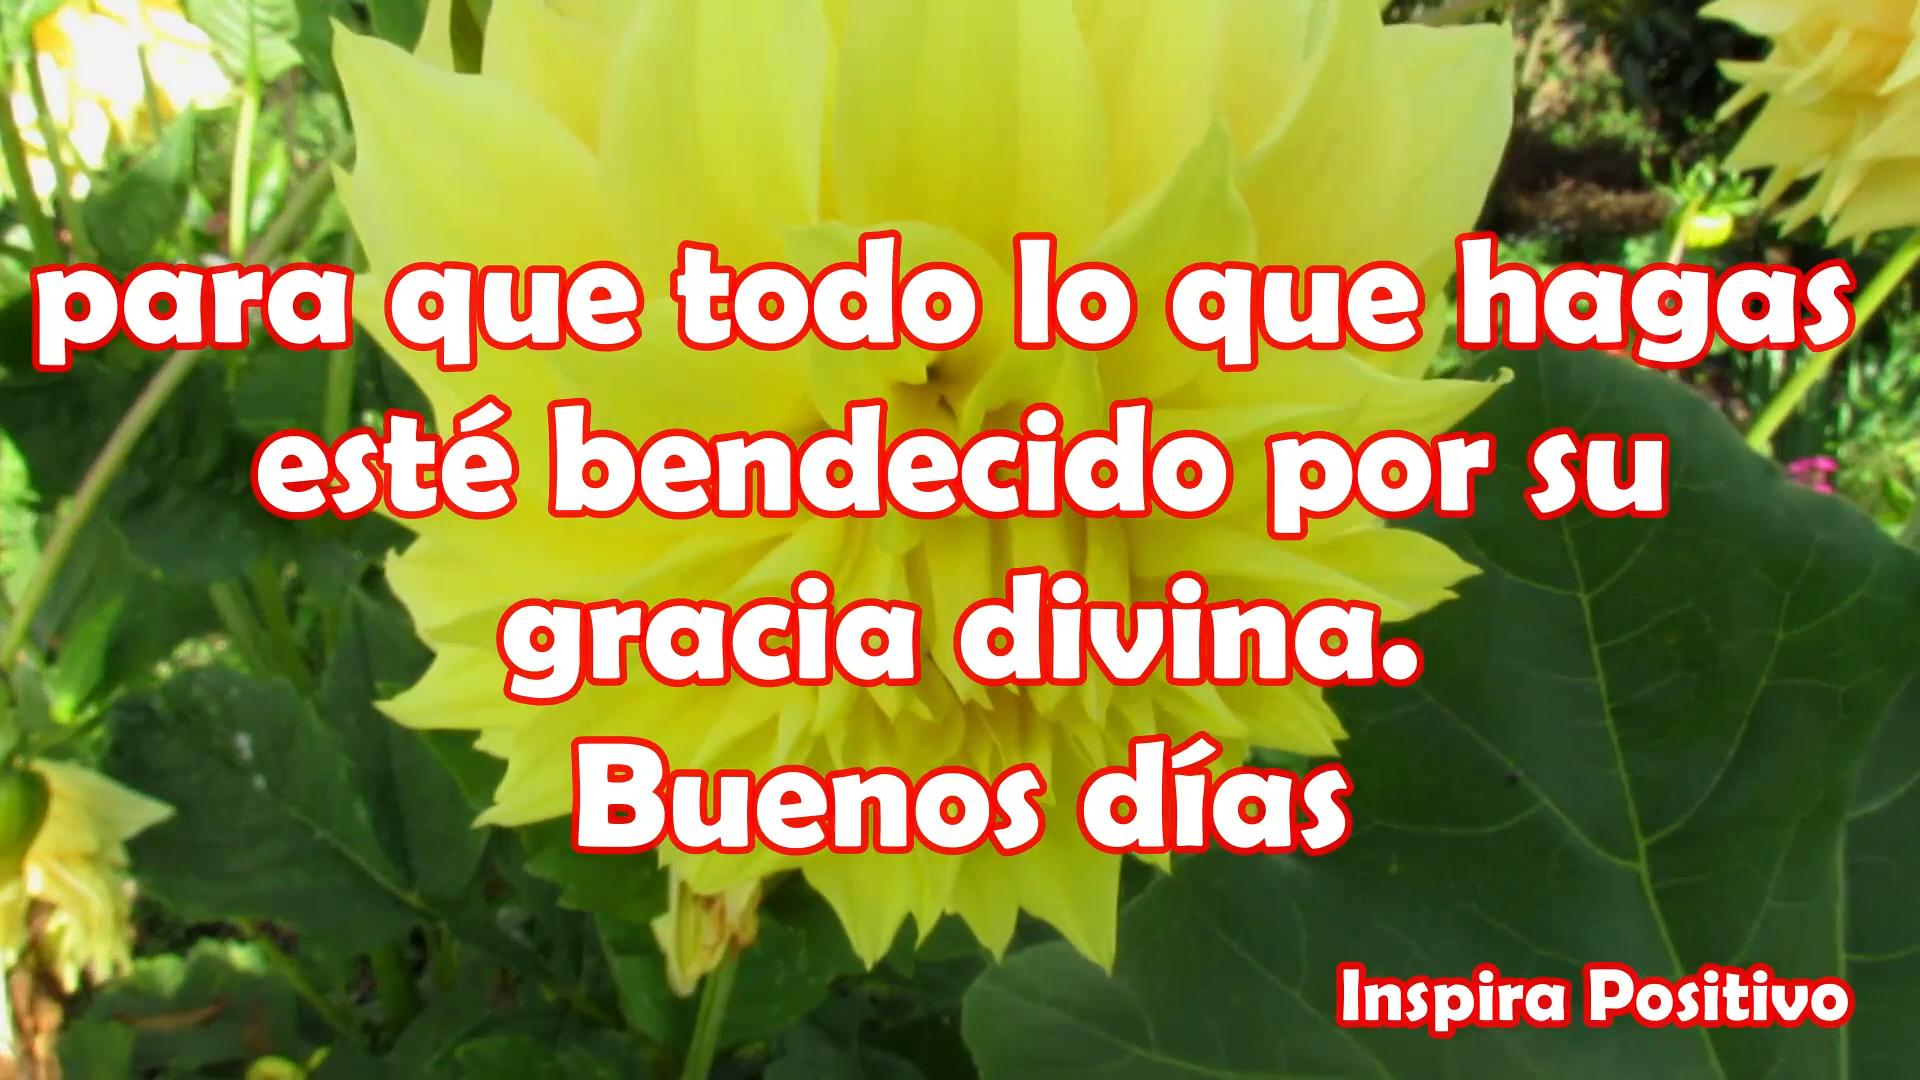 para que todo lo que hagas
esté bendecido por su
gracia divina.
Buenos días
Inspira Positivo